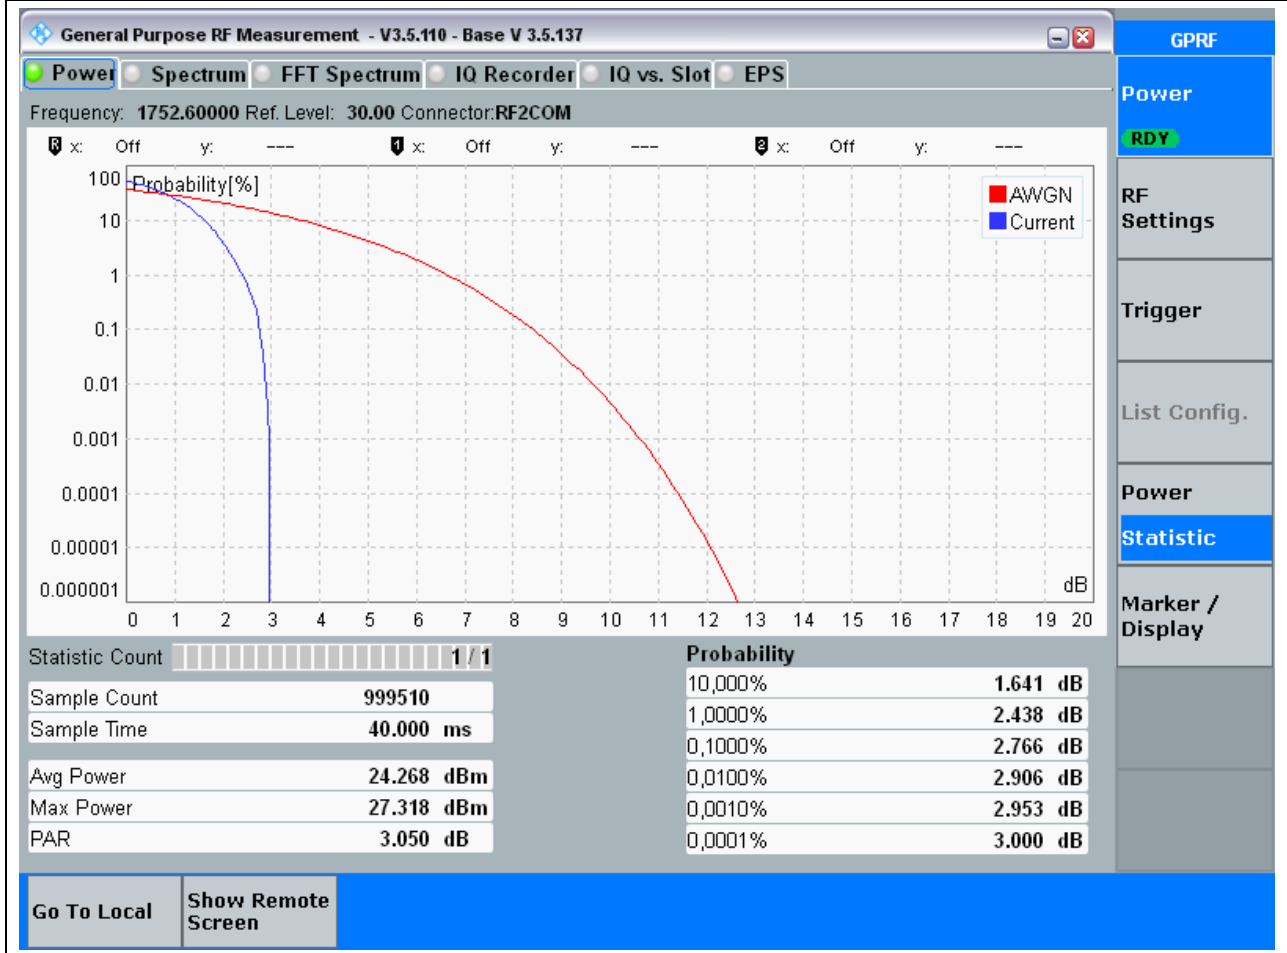 General Purpose RF Measurement - V3.5.110 - Base V 3.5.137
Power Spectrum FFT Spectrum IQ Recorder IQ vs. Slot EPS
Frequency: 1752.60000 Ref. Level: 30.00 Connector:RF2COM
R x: Off y: --- 1 x: Off y: --- 2 x: Off y: ---
Probability[%]
AWGN
Current
100
10
1
0.1
0.01
0.001
0.0001
0.00001
0.000001
dB
0 1 2 3 4 5 6 7 8 9 10 11 12 13 14 15 16 17 18 19 20
Statistic Count 1 / 1
Sample Count 999510
Sample Time 40.000 ms
Avg Power 24.268 dBm
Max Power 27.318 dBm
PAR 3.050 dB
Probability
10,000% 1.641 dB
1,0000% 2.438 dB
0,1000% 2.766 dB
0,0100% 2.906 dB
0,0010% 2.953 dB
0,0001% 3.000 dB
GPRF
Power
RDY
RF
Settings
Trigger
List Config.
Power
Statistic
Marker /
Display
Go To Local
Show Remote
Screen